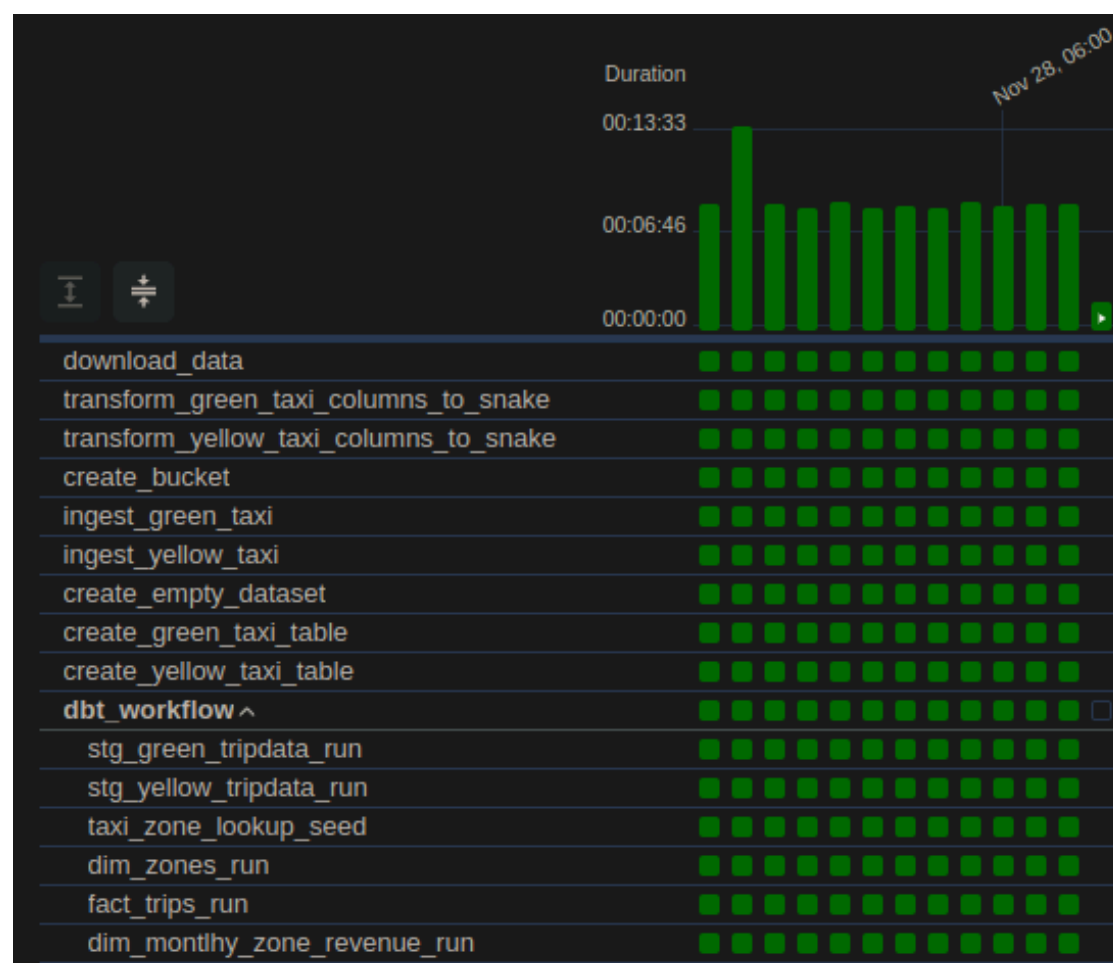 Nov 28, 06:00
Duration
00:13:33
00:06:46
00:00:00
download_data
transform_green_taxi_columns_to_snake
transform_yellow_taxi_columns_to_snake
create_bucket
ingest_green_taxi
ingest_yellow_taxi
create_empty_dataset
create_green_taxi_table
create_yellow_taxi_table
dbt_workflow
stg_green_tripdata_run
stg_yellow_tripdata_run
taxi_zone_lookup_seed
dim_zones_run
fact_trips_run
dim_montlhy_zone_revenue_run